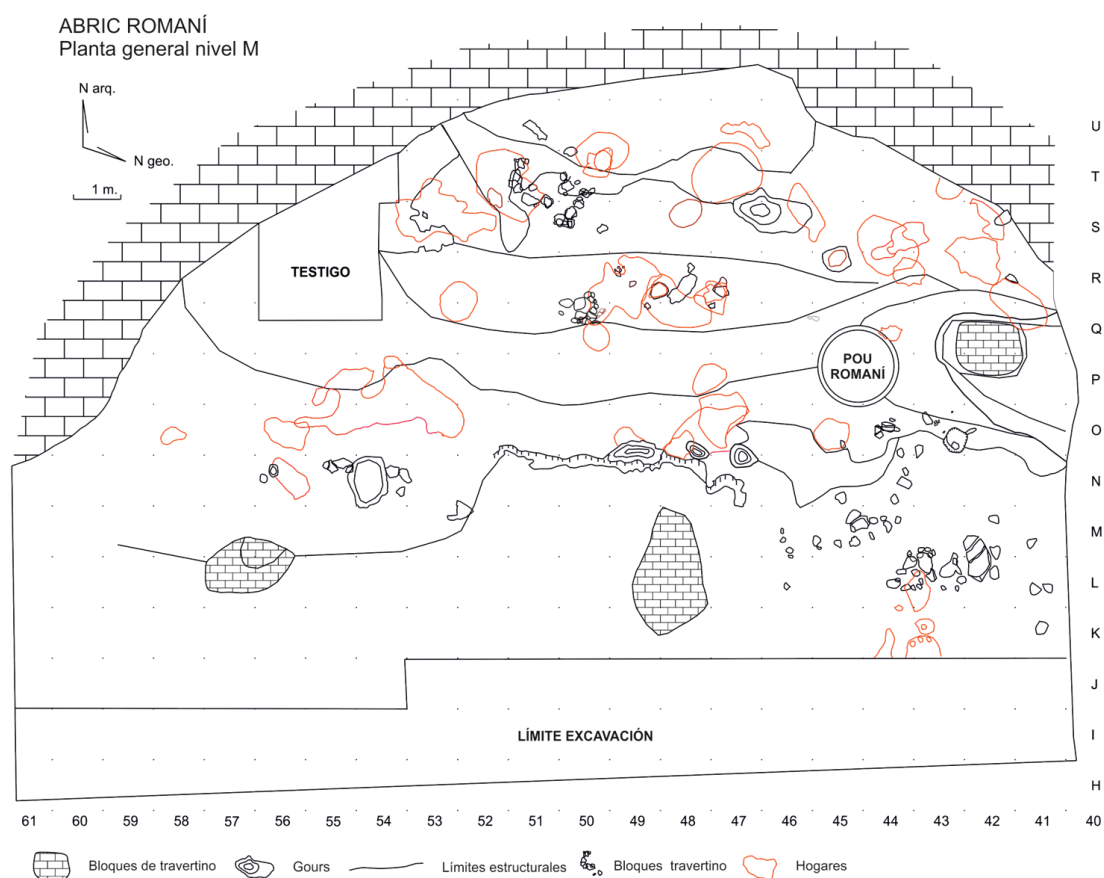 ABRIC ROMANÍ
Planta general nivel M
N arq.
N geo.
1 m.
U
T
S
TESTIGO
R
Q
POU
ROMANÍ
P
O
N
M
L
K
J
LÍMITE EXCAVACIÓN
I
H
61 60 59 58 57 56 54 53 52 51 50 49 48 47 46 45 44 43 42 41 40
Bloques de travertino Gours Límites estructurales Bloques travertino Hogares